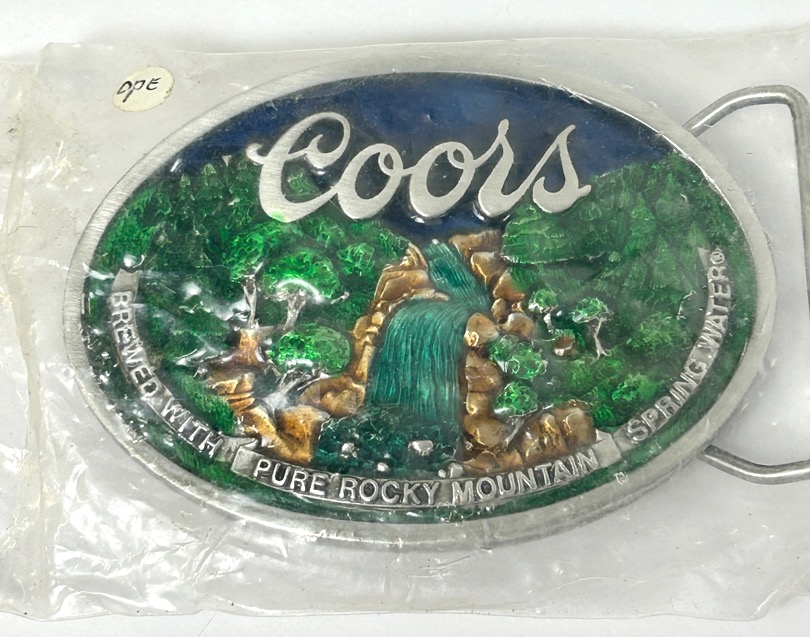 OPE
Coors
BREWED WITH
PURE ROCKY MOUNTAIN
SPRING WATER®